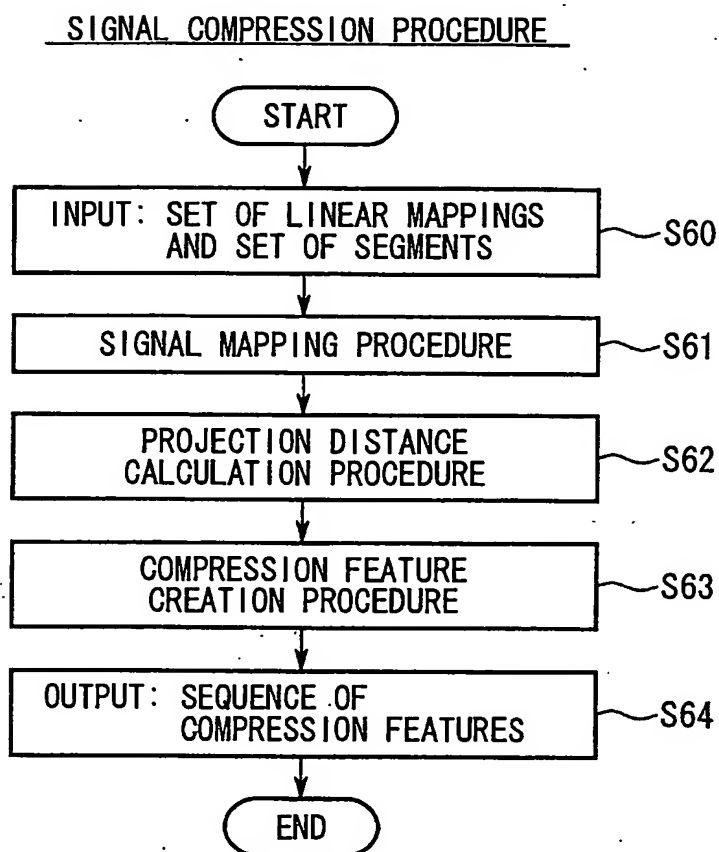 SIGNAL COMPRESSION PROCEDURE
START
INPUT: SET OF LINEAR MAPPINGS
AND SET OF SEGMENTS
S60
SIGNAL MAPPING PROCEDURE
S61
PROJECTION DISTANCE
CALCULATION PROCEDURE
S62
COMPRESSION FEATURE
CREATION PROCEDURE
S63
OUTPUT: SEQUENCE OF
COMPRESSION FEATURES
S64
END